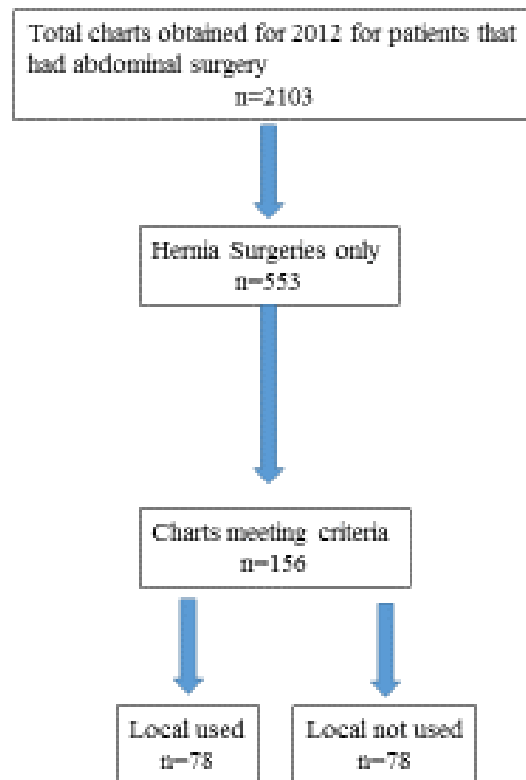 Total charts obtained for 2012 for patients that
had abdominal surgery
n=2103
Hernia Surgeries only
n=553
Charts meeting criteria
n=156
Local used
n=78
Local not used
n=78